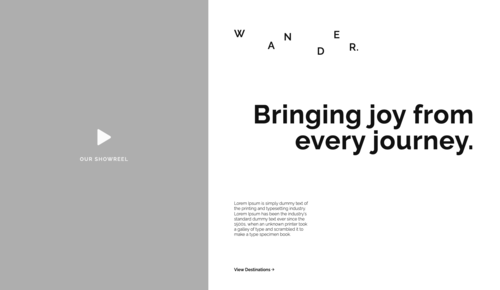 WANDER.
Bringing joy from
every journey.
OUR SHOWREEL
Lorem Ipsum is simply dummy text of
the printing and typesetting industry.
Lorem Ipsum has been the industry's
standard dummy text ever since the
1500s, when an unknown printer took
a galley of type and scrambled it to
make a type specimen book.
View Destinations →